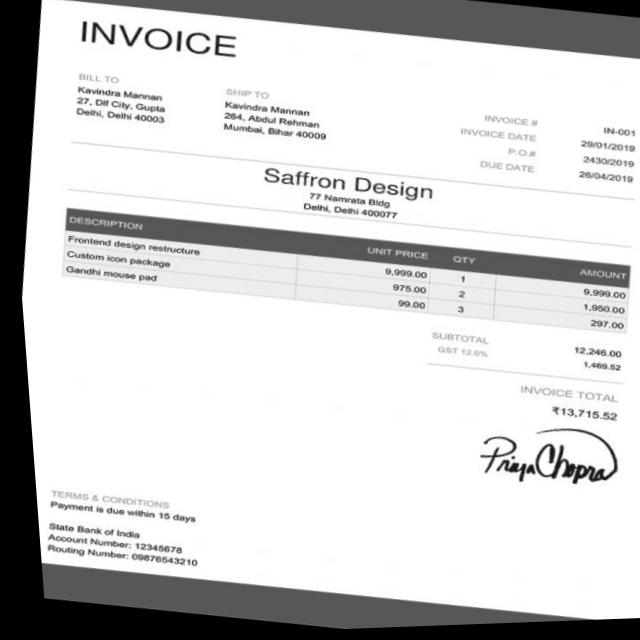 INVOICE
BILL TO
Kavindra Mannan
27, Dlf City, Gupta
Delhi, Delhi 40003
SHIP TO
Kavindra Mannan
264, Abdul Rehman
Mumbai, Bihar 40009
INVOICE # IN-001
INVOICE DATE 29/01/2019
P.O.# 2430/2019
DUE DATE 26/04/2019
Saffron Design
77 Namrata Bldg
Delhi, Delhi 400077
DESCRIPTION UNIT PRICE QTY AMOUNT
Frontend design restructure 9,999.00 1 9,999.00
Custom icon package 975.00 2 1,950.00
Gandhi mouse pad 99.00 3 297.00
SUBTOTAL 12,246.00
GST 12.0% 1,469.52
INVOICE TOTAL
₹13,715.52
Priya Chopra
TERMS & CONDITIONS
Payment is due within 15 days
State Bank of India
Account Number: 12345678
Routing Number: 09876543210